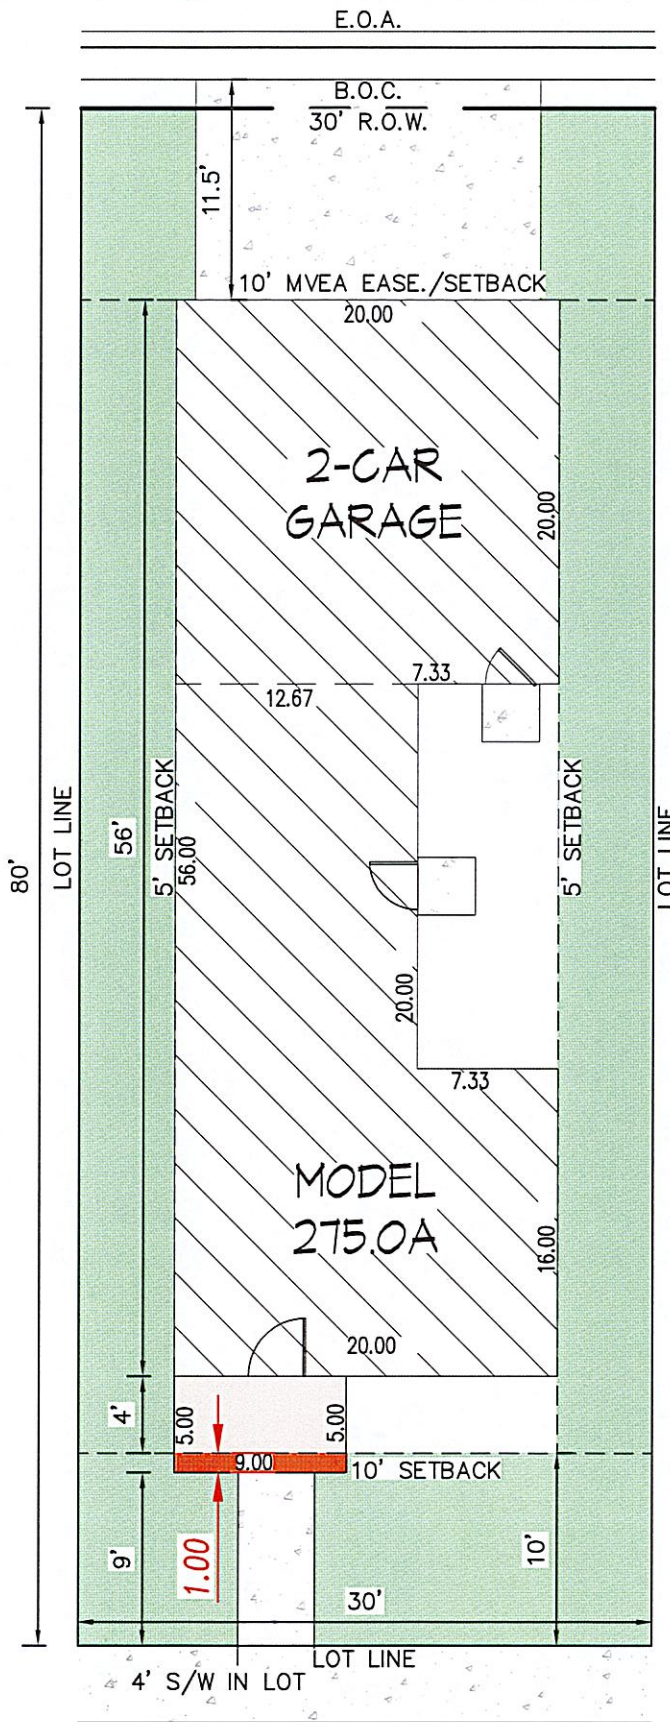 E.O.A.
B.O.C.
30' R.O.W.
11.5'
10' MVEA EASE./SETBACK
20.00
2-CAR
GARAGE
20.00
7.33
12.67
80'
LOT LINE
56'
5' SETBACK
56.00
5' SETBACK
LOT LINE
20.00
7.33
MODEL
275.0A
16.00
20.00
4'
5.00
5.00
9.00
10' SETBACK
9'
1.00
10'
30'
LOT LINE
4' S/W IN LOT